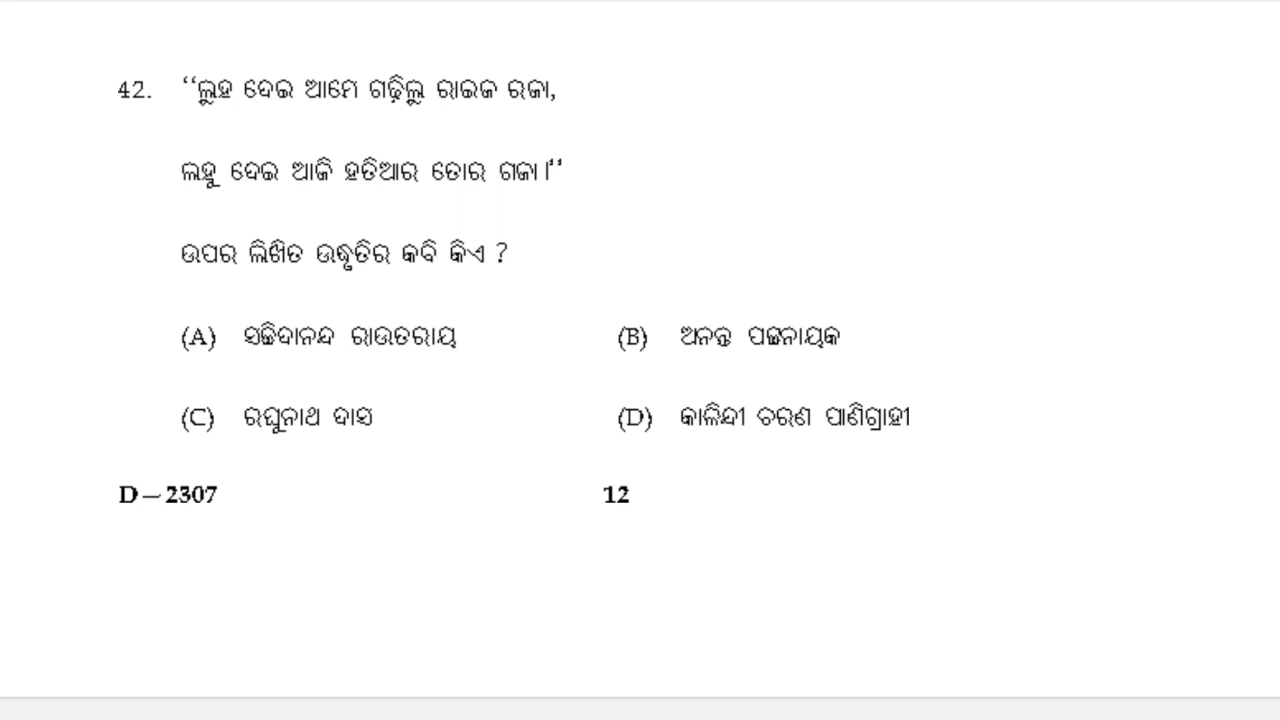 42. ‘‘ଲୁହ ଦେଇ ଆମେ ଗଢ଼ିଲୁ ରାଇଜ ରଜା,
ଲହୁ ଦେଇ ଆଜି ହତିଆର ତୋର ଗଜା।’’
ଉପର ଲିଖିତ ଉଦ୍ଧୃତିର କବି କିଏ ?
(A) ସଚ୍ଚିଦାନନ୍ଦ ରାଉତରାୟ (B) ଅନନ୍ତ ପଟ୍ଟନାୟକ
(C) ରଘୁନାଥ ଦାସ (D) କାଳିନ୍ଦୀ ଚରଣ ପାଣିଗ୍ରାହୀ
D – 2307 12